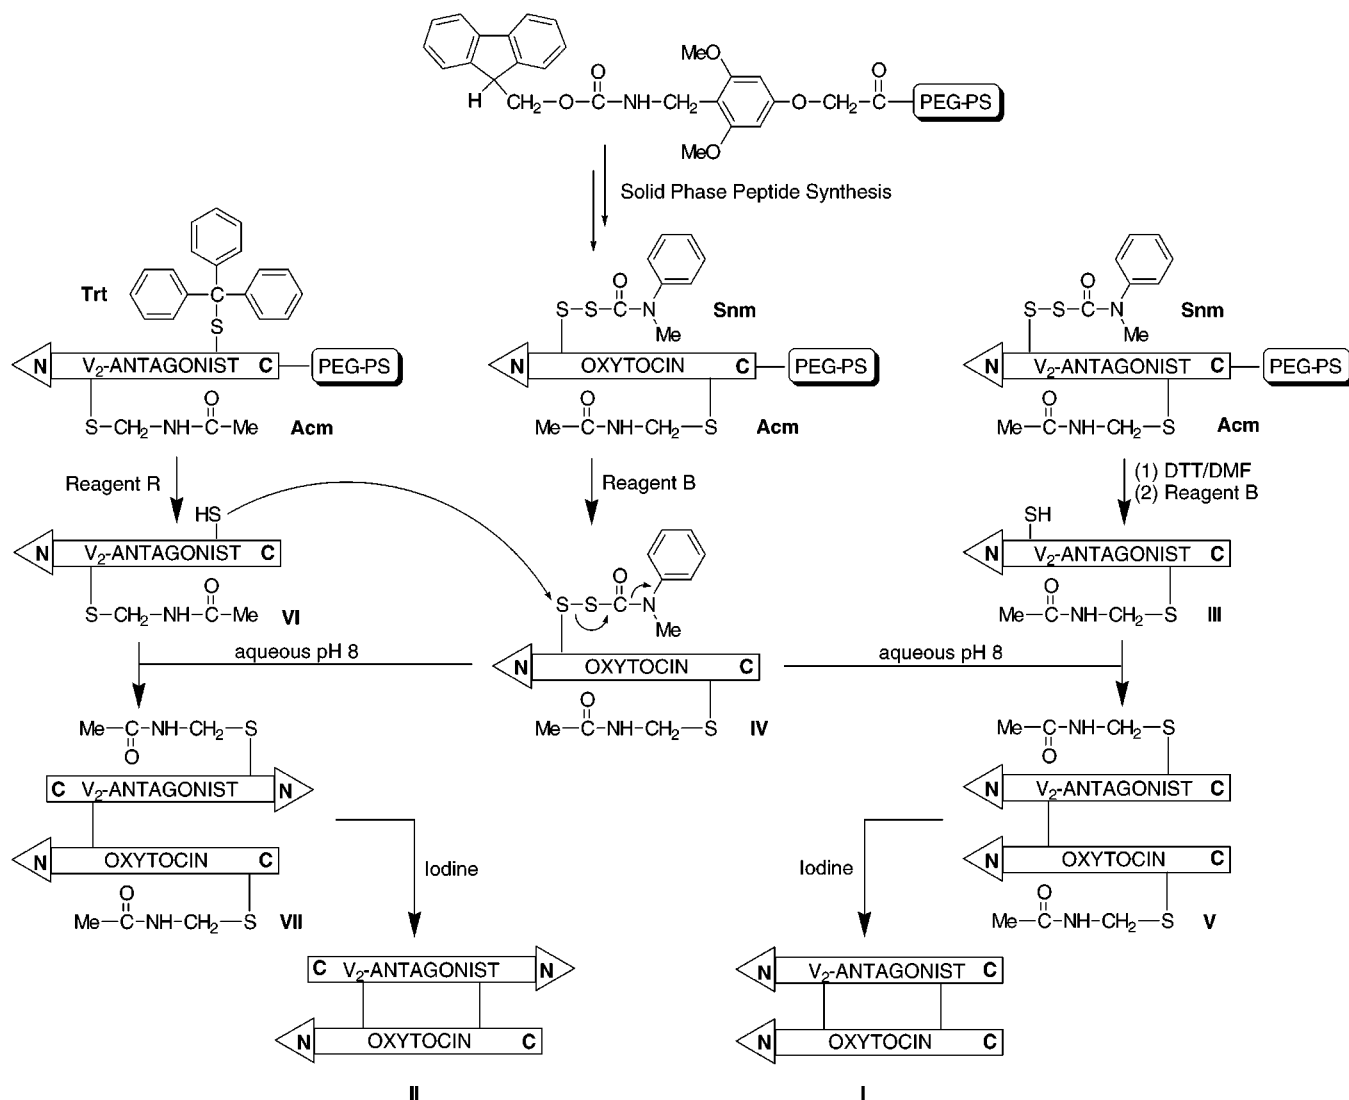 MeO
O
H
CH2–O–C–NH–CH2
O–CH2–C
O
PEG-PS
MeO
Solid Phase Peptide Synthesis
Trt
C
S
N
V2-ANTAGONIST
C
PEG-PS
S–CH2–NH–C–Me
O
Acm
O
S–S–C–N
Me
Snm
N
OXYTOCIN
C
PEG-PS
O
Me–C–NH–CH2–S
Acm
O
S–S–C–N
Me
Snm
N
V2-ANTAGONIST
C
PEG-PS
O
Me–C–NH–CH2–S
Acm
Reagent R
Reagent B
(1) DTT/DMF
(2) Reagent B
HS
N
V2-ANTAGONIST
C
O
S–CH2–NH–C–Me
VI
O
S–S–C–N
Me
N
OXYTOCIN
C
O
Me–C–NH–CH2–S
IV
SH
N
V2-ANTAGONIST
C
O
Me–C–NH–CH2–S
III
aqueous pH 8
aqueous pH 8
Me–C–NH–CH2–S
O
C
V2-ANTAGONIST
N
N
OXYTOCIN
C
O
Me–C–NH–CH2–S
VII
Me–C–NH–CH2–S
O
N
V2-ANTAGONIST
C
N
OXYTOCIN
C
O
Me–C–NH–CH2–S
V
Iodine
Iodine
C
V2-ANTAGONIST
N
N
OXYTOCIN
C
II
N
V2-ANTAGONIST
C
N
OXYTOCIN
C
I